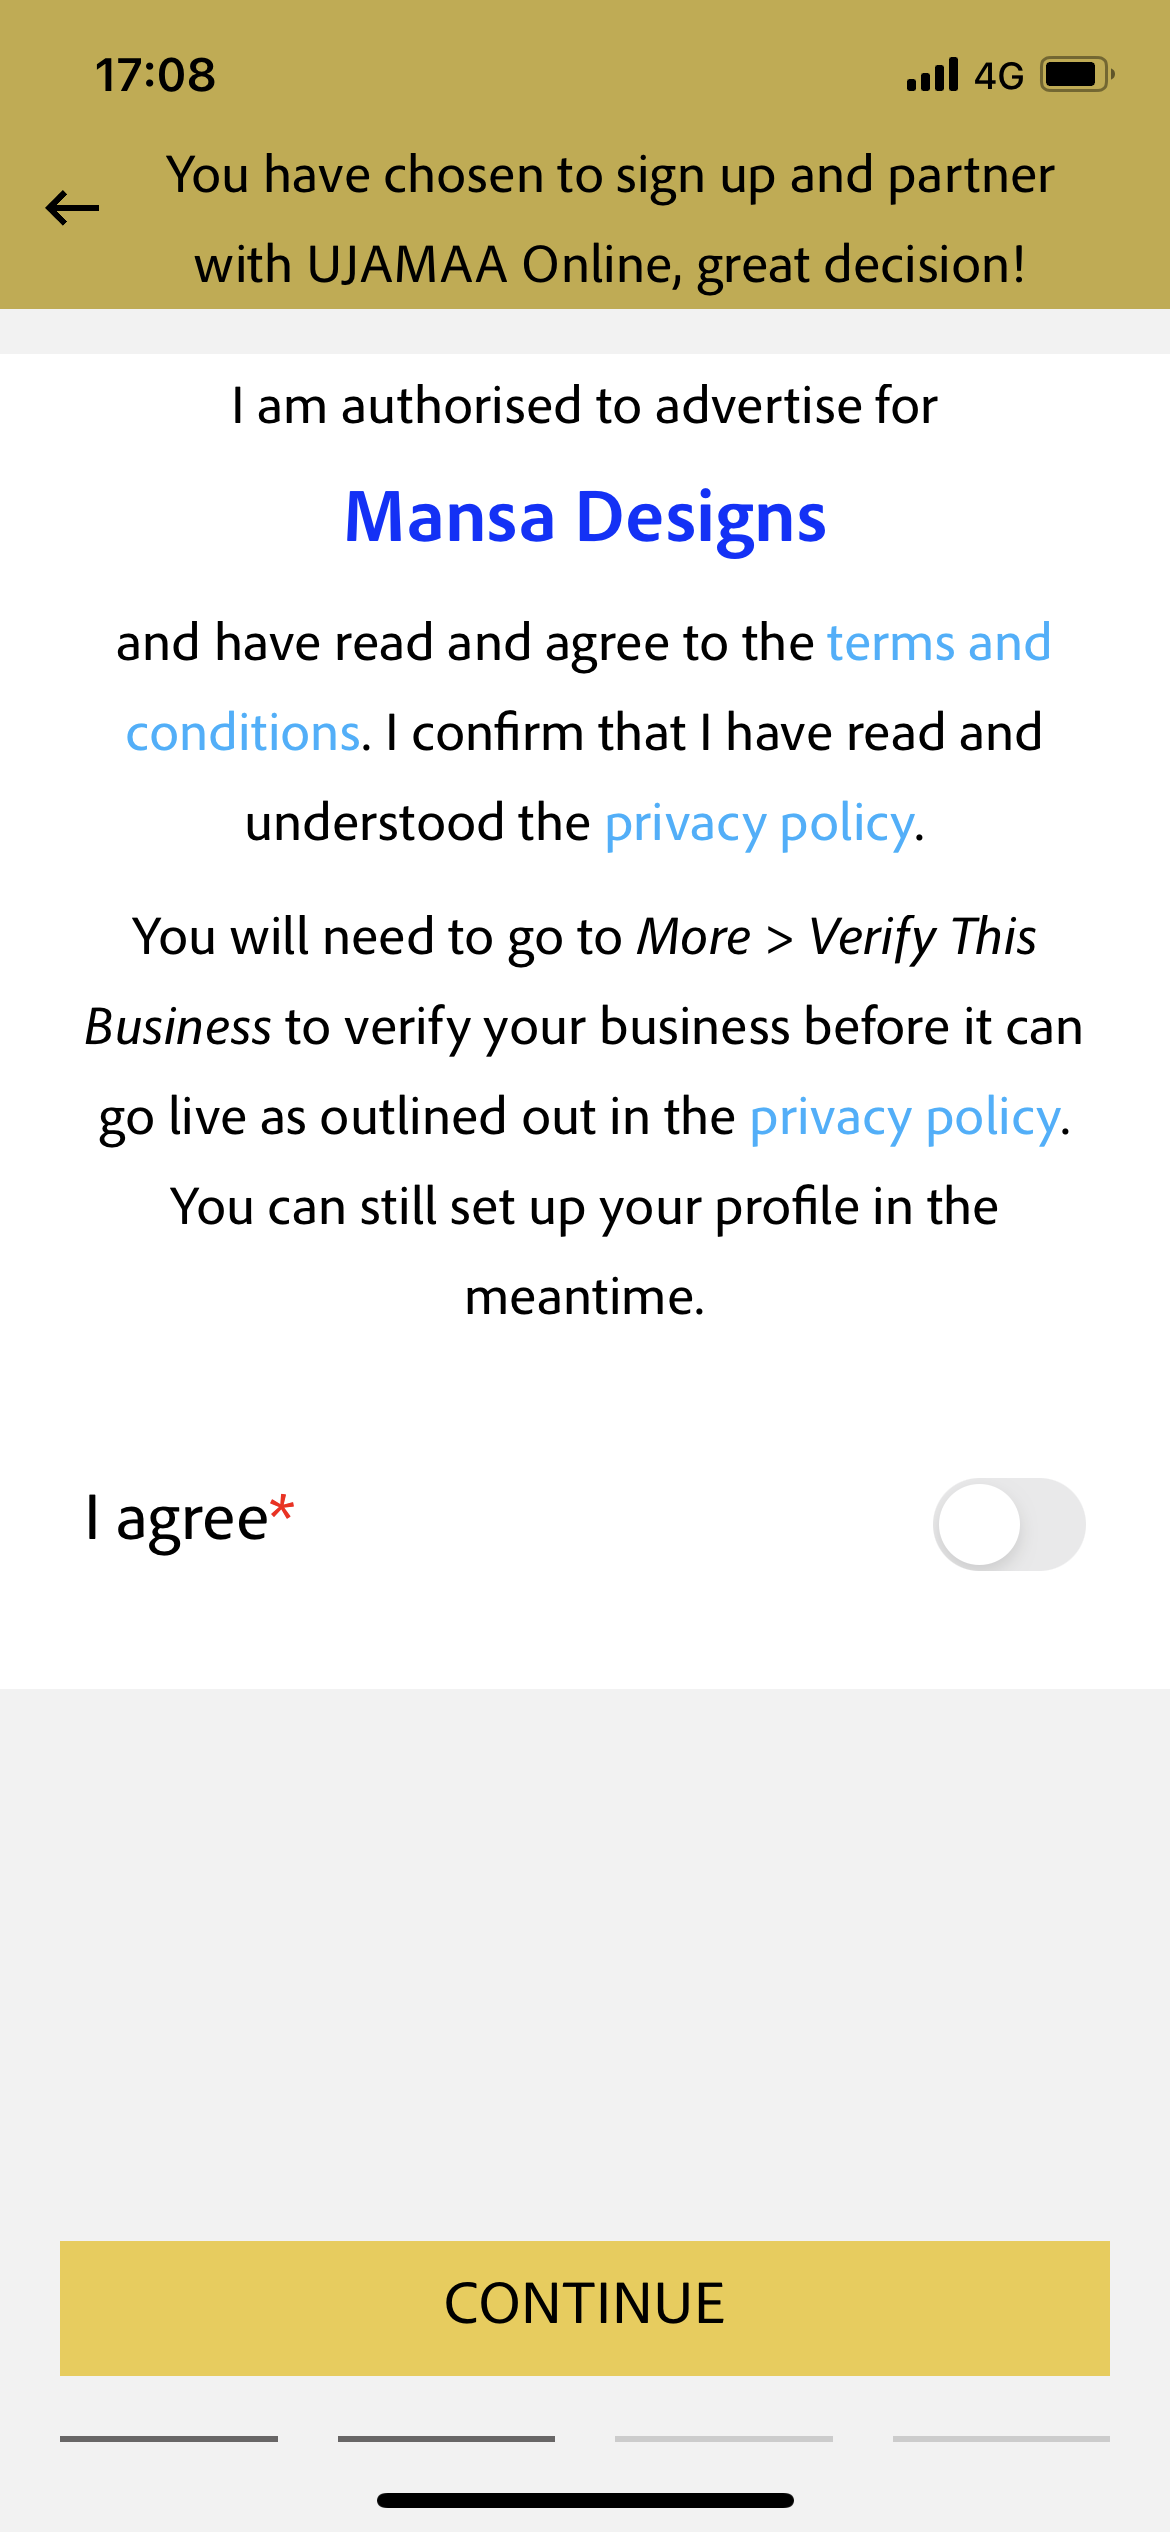 17:08
4G
You have chosen to sign up and partner
with UJAMAA Online, great decision!
I am authorised to advertise for
Mansa Designs
and have read and agree to the terms and
conditions. I confirm that I have read and
understood the privacy policy.
You will need to go to More > Verify This
Business to verify your business before it can
go live as outlined out in the privacy policy.
You can still set up your profile in the
meantime.
I agree*
CONTINUE